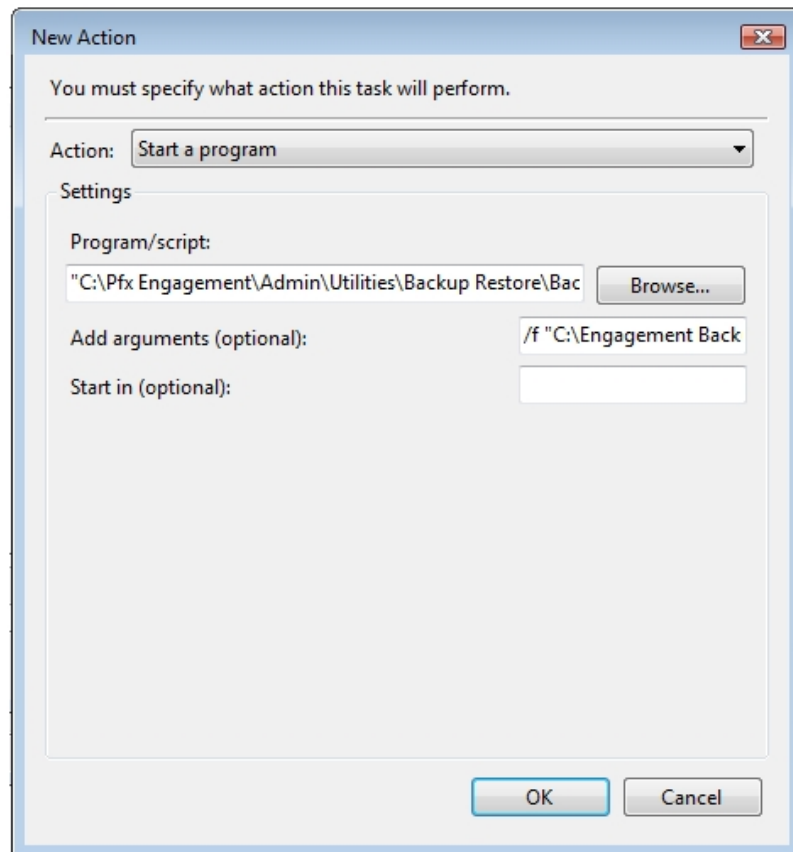 New Action
You must specify what action this task will perform.
Action: Start a program
Settings
Program/script:
"C:\Pfx Engagement\Admin\Utilities\Backup Restore\Bac Browse...
Add arguments (optional): /f "C:\Engagement Back
Start in (optional):
OK Cancel